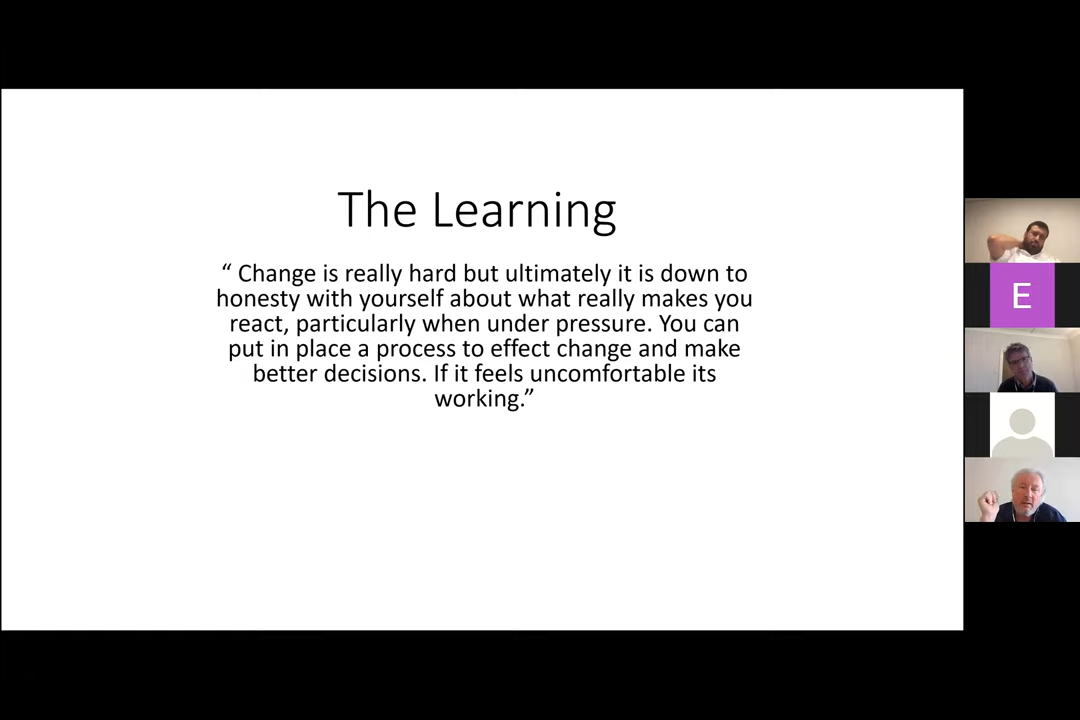 The Learning
“ Change is really hard but ultimately it is down to
honesty with yourself about what really makes you
react, particularly when under pressure. You can
put in place a process to effect change and make
better decisions. If it feels uncomfortable its
working.”
E